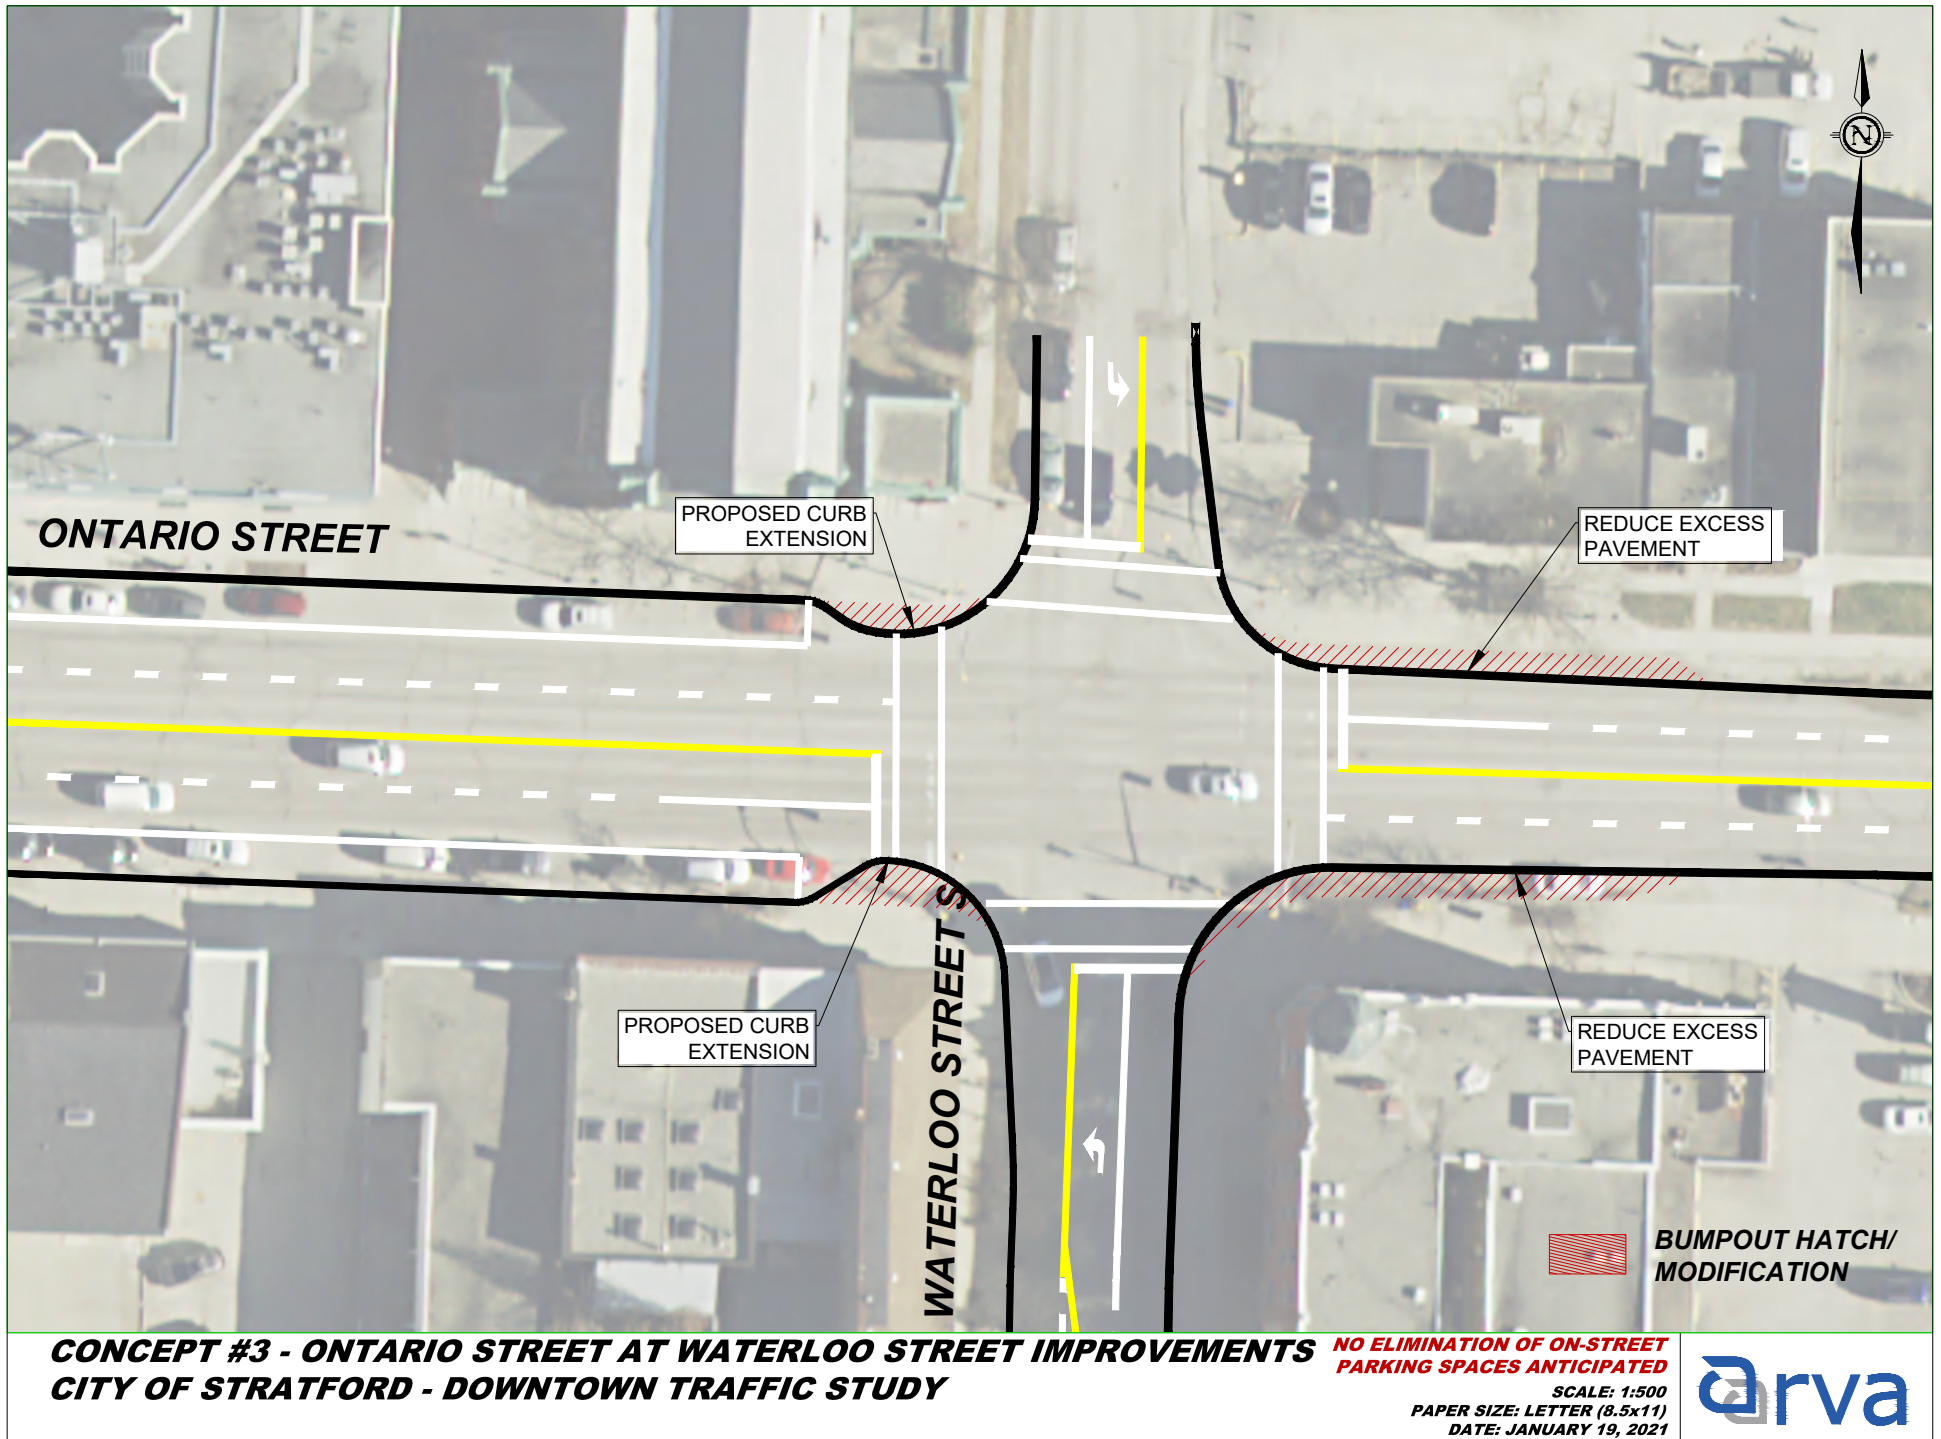 N
ONTARIO STREET
PROPOSED CURB
EXTENSION
REDUCE EXCESS
PAVEMENT
PROPOSED CURB
EXTENSION
WATERLOO STREET S
REDUCE EXCESS
PAVEMENT
BUMPOUT HATCH/
MODIFICATION
CONCEPT #3 - ONTARIO STREET AT WATERLOO STREET IMPROVEMENTS
CITY OF STRATFORD - DOWNTOWN TRAFFIC STUDY
NO ELIMINATION OF ON-STREET
PARKING SPACES ANTICIPATED
SCALE: 1:500
PAPER SIZE: LETTER (8.5x11)
DATE: JANUARY 19, 2021
arva